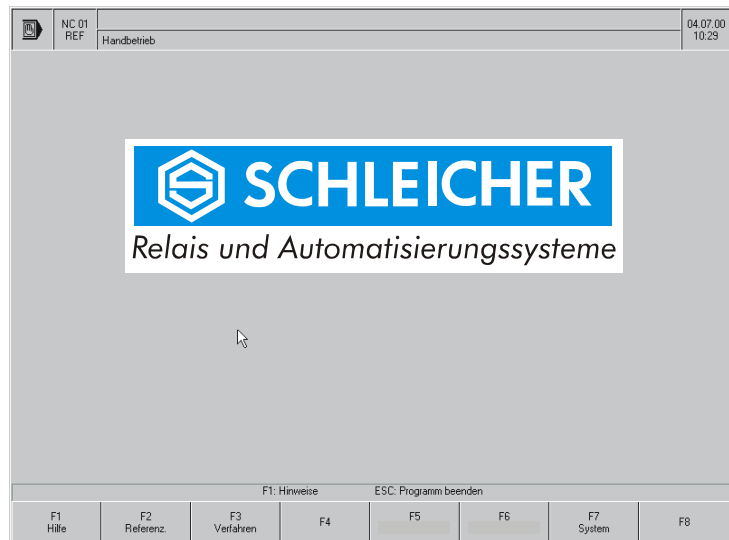 NC 01
REF
Handbetrieb
04.07.00
10:29
SCHLEICHER
Relais und Automatisierungssysteme
F1: Hinweise ESC: Programm beenden
F1 F2 F3 F4 F5 F6 F7 F8
Hilfe Referenz. Verfahren System